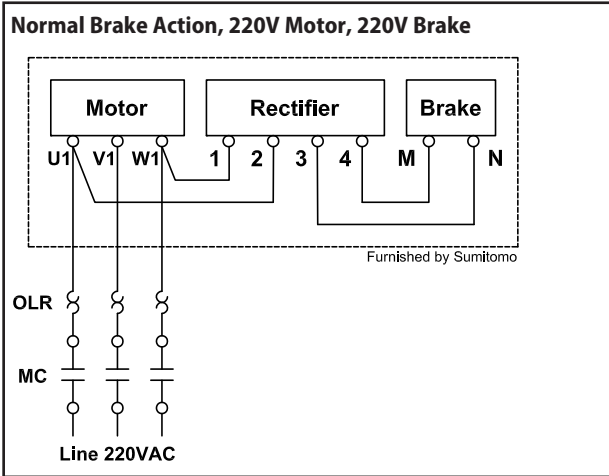 Normal Brake Action, 220V Motor, 220V Brake
Motor Rectifier Brake
U1 V1 W1 1 2 3 4 M N
Furnished by Sumitomo
OLR
MC
Line 220VAC